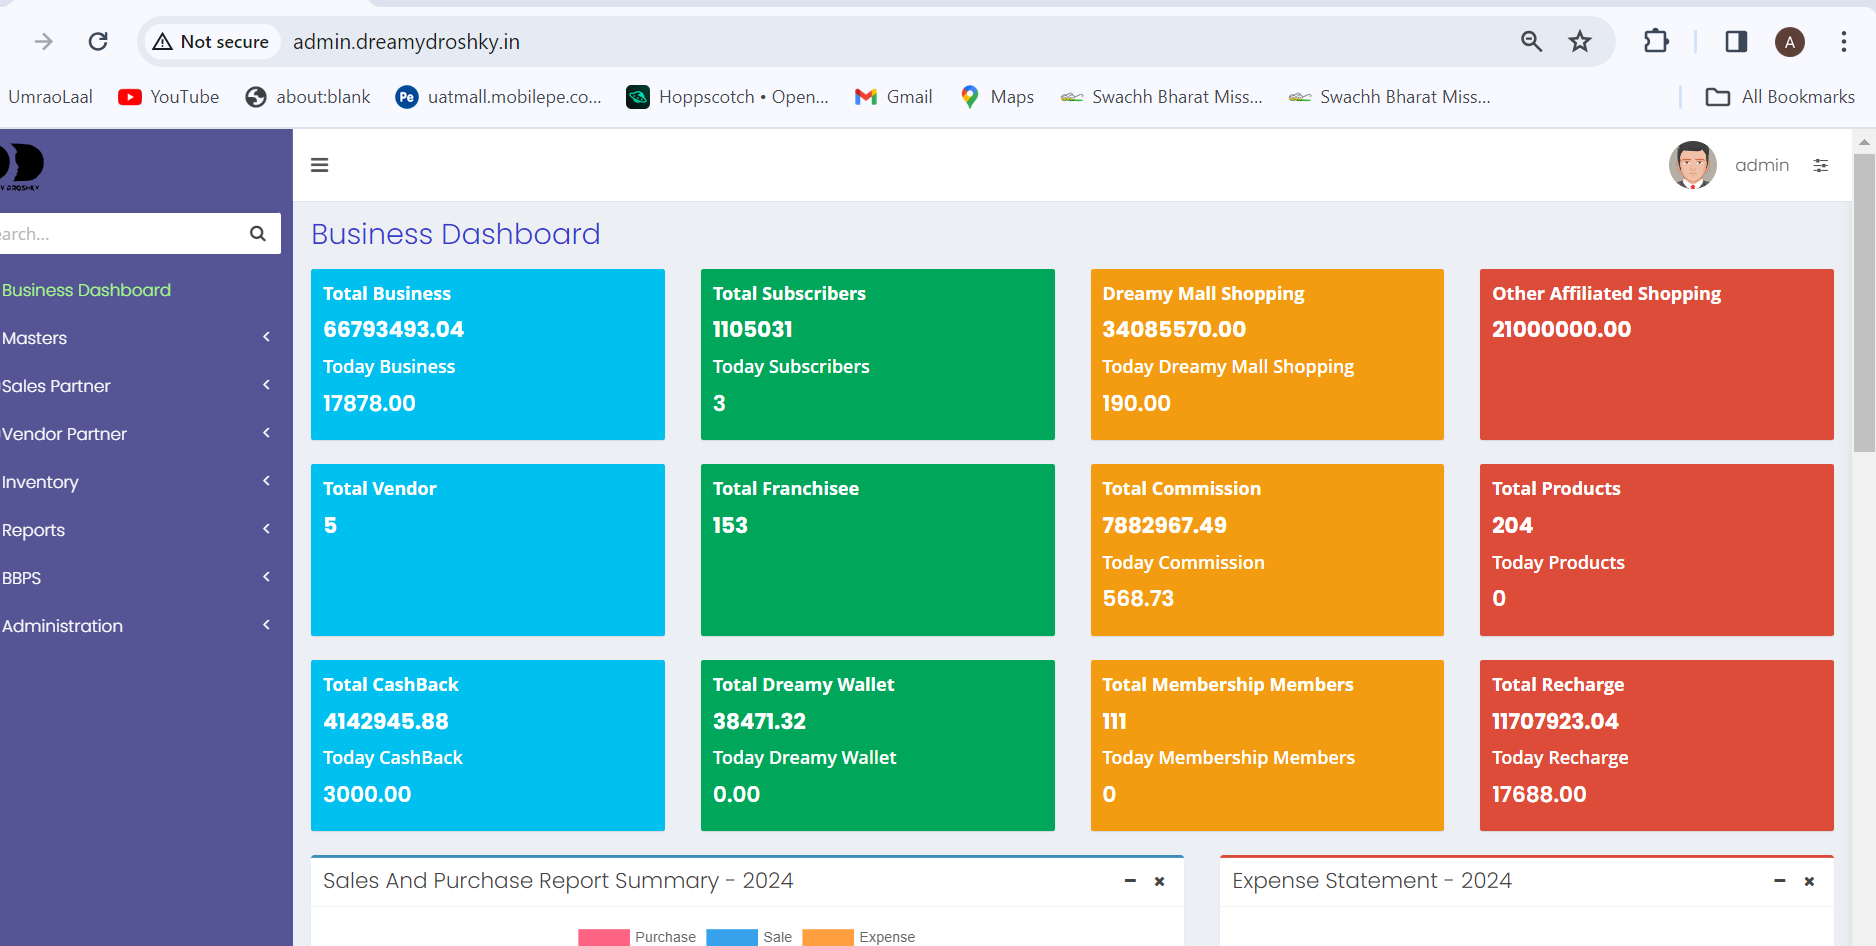 Not secure
admin.dreamydroshky.in
A
UmraoLaal
YouTube
about:blank
Pe
uatmall.mobilepe.co...
Hoppscotch • Open...
Gmail
Maps
Swachh Bharat Miss...
Swachh Bharat Miss...
All Bookmarks
Y DROSHKY
arch...
Business Dashboard
Masters
Sales Partner
Vendor Partner
Inventory
Reports
BBPS
Administration
admin
Business Dashboard
Total Business
66793493.04
Today Business
17878.00
Total Subscribers
1105031
Today Subscribers
3
Dreamy Mall Shopping
34085570.00
Today Dreamy Mall Shopping
190.00
Other Affiliated Shopping
21000000.00
Total Vendor
5
Total Franchisee
153
Total Commission
7882967.49
Today Commission
568.73
Total Products
204
Today Products
0
Total CashBack
4142945.88
Today CashBack
3000.00
Total Dreamy Wallet
38471.32
Today Dreamy Wallet
0.00
Total Membership Members
111
Today Membership Members
0
Total Recharge
11707923.04
Today Recharge
17688.00
Sales And Purchase Report Summary - 2024
Purchase
Sale
Expense
Expense Statement - 2024